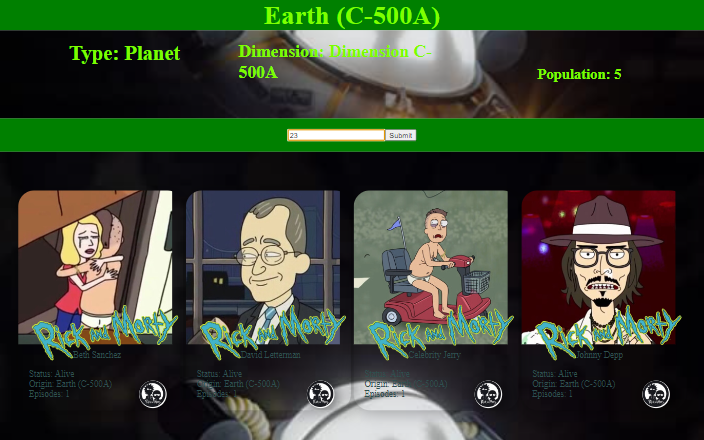 Earth (C-500A)
Type: Planet
Dimension: Dimension C-
500A
Population: 5
23 Submit
Rick and Morty
Beth Sanchez
Status: Alive
Origin: Earth (C-500A)
Episodes: 1
Rick and Morty
David Letterman
Status: Alive
Origin: Earth (C-500A)
Episodes: 1
Rick and Morty
Celebrity Jerry
Status: Alive
Origin: Earth (C-500A)
Episodes: 1
Rick and Morty
Johnny Depp
Status: Alive
Origin: Earth (C-500A)
Episodes: 1